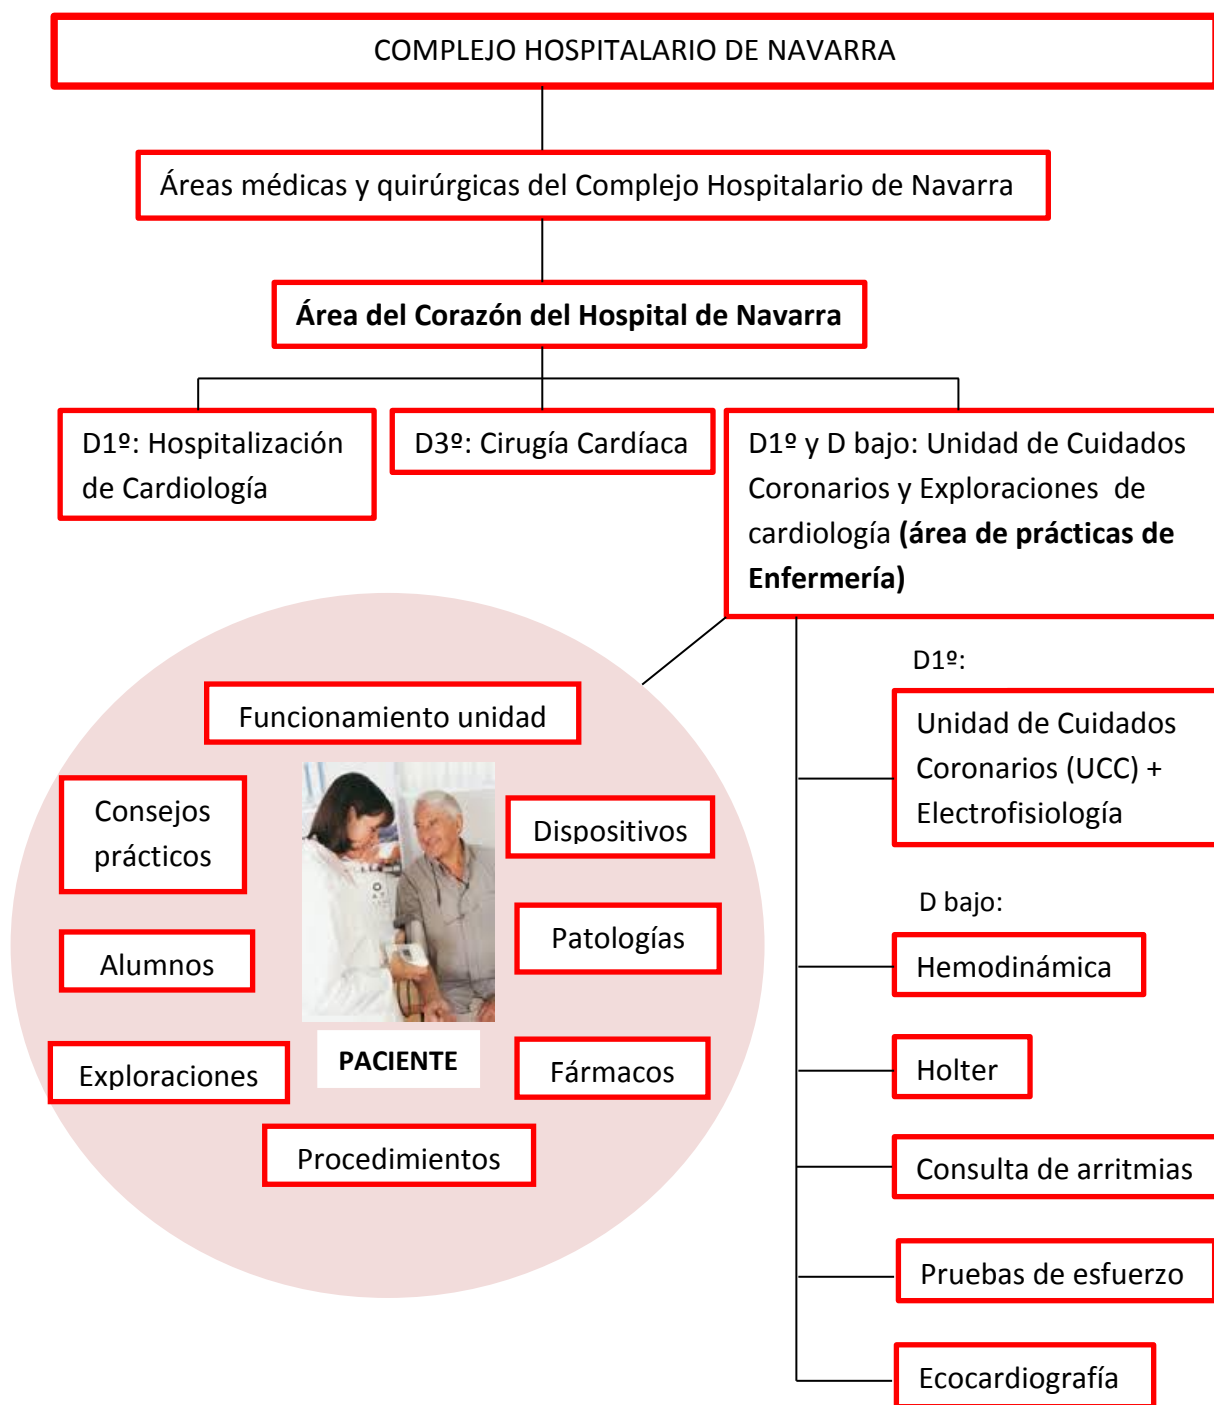 COMPLEJO HOSPITALARIO DE NAVARRA
Áreas médicas y quirúrgicas del Complejo Hospitalario de Navarra
Área del Corazón del Hospital de Navarra
D1º: Hospitalización
de Cardiología
D3º: Cirugía Cardíaca
D1º y D bajo: Unidad de Cuidados
Coronarios y Exploraciones de
cardiología (área de prácticas de
Enfermería)
Funcionamiento unidad
Consejos
prácticos
Dispositivos
Alumnos
Patologías
Exploraciones
PACIENTE
Fármacos
Procedimientos
D1º:
Unidad de Cuidados
Coronarios (UCC) +
Electrofisiología
D bajo:
Hemodinámica
Holter
Consulta de arritmias
Pruebas de esfuerzo
Ecocardiografía